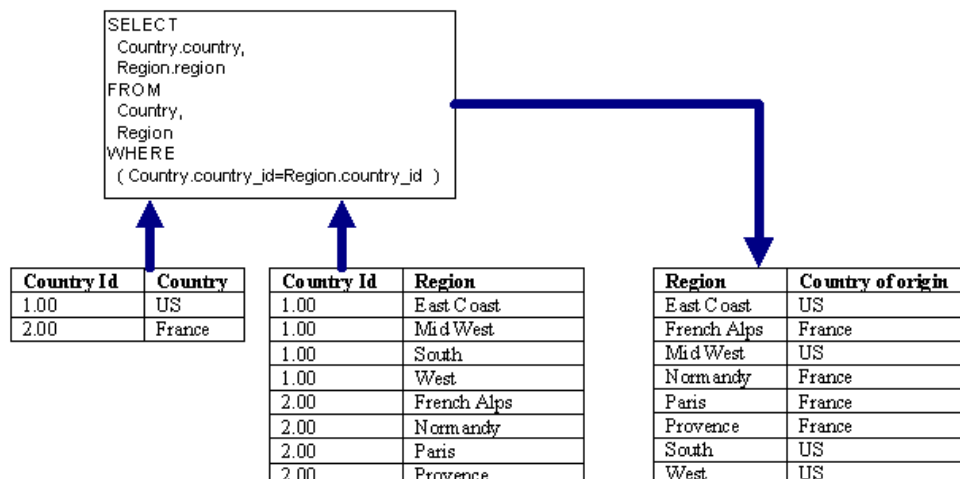 SELECT
Country.country,
Region.region
FROM
Country,
Region
WHERE
( Country.country_id=Region.country_id )
Country Id Country
1.00 US
2.00 France
Country Id Region
1.00 East Coast
1.00 Mid West
1.00 South
1.00 West
2.00 French Alps
2.00 Normandy
2.00 Paris
2.00 Provence
Region Country of origin
East Coast US
French Alps France
Mid West US
Normandy France
Paris France
Provence France
South US
West US